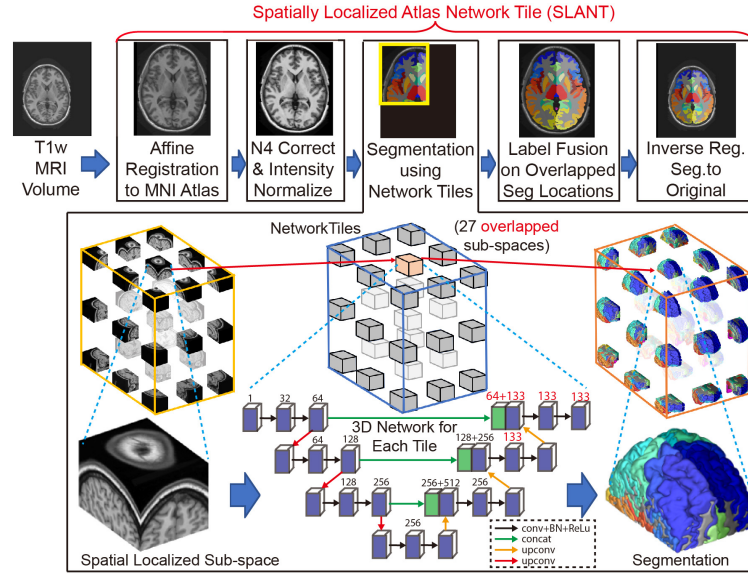 Spatially Localized Atlas Network Tile (SLANT)
T1w
MRI
Volume
Affine
Registration
to MNI Atlas
N4 Correct
& Intensity
Normalize
Segmentation
using
Network Tiles
Label Fusion
on Overlapped
Seg Locations
Inverse Reg.
Seg.to
Original
NetworkTiles
(27 overlapped
sub-spaces)
1
32
64
64+133
133
133
3D Network for
Each Tile
64
128
128+256
133
128
256
256+512
256
256
conv+BN+ReLu
concat
upconv
upconv
Spatial Localized Sub-space
Segmentation